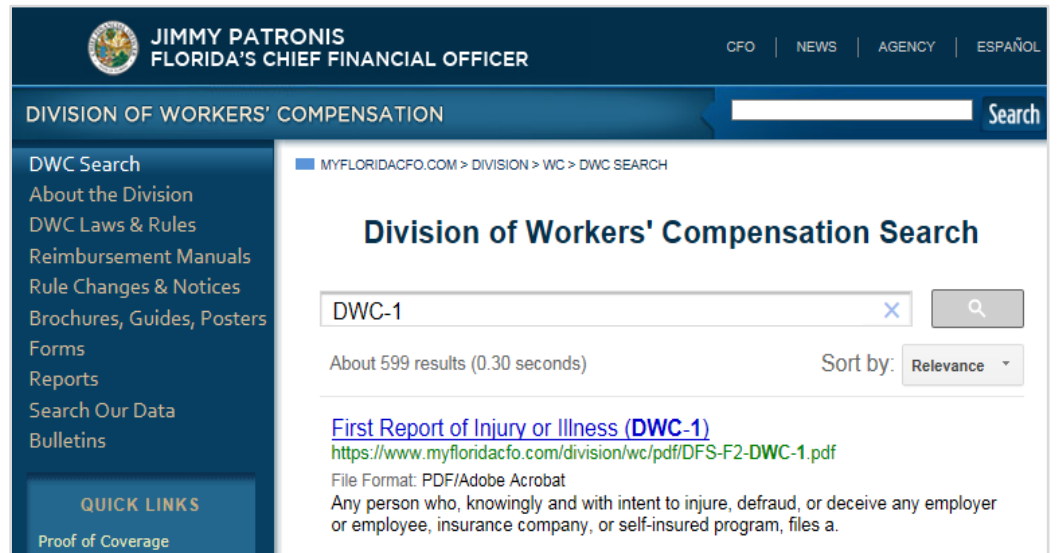 JIMMY PATRONIS
FLORIDA'S CHIEF FINANCIAL OFFICER
CFO | NEWS | AGENCY | ESPAÑOL
DIVISION OF WORKERS' COMPENSATION
Search
DWC Search
About the Division
DWC Laws & Rules
Reimbursement Manuals
Rule Changes & Notices
Brochures, Guides, Posters
Forms
Reports
Search Our Data
Bulletins
QUICK LINKS
Proof of Coverage
MYFLORIDACFO.COM > DIVISION > WC > DWC SEARCH
Division of Workers' Compensation Search
DWC-1
About 599 results (0.30 seconds)
Sort by: Relevance
First Report of Injury or Illness (DWC-1)
https://www.myfloridacfo.com/division/wc/pdf/DFS-F2-DWC-1.pdf
File Format: PDF/Adobe Acrobat
Any person who, knowingly and with intent to injure, defraud, or deceive any employer
or employee, insurance company, or self-insured program, files a.